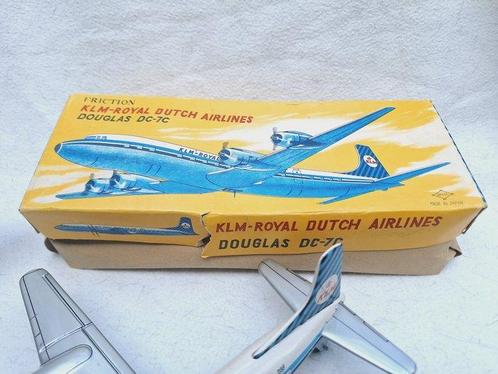 FRICTION
KLM-ROYAL DUTCH AIRLINES
DOUGLAS DC-7C
KLM-ROYAL
MADE IN JAPAN
KLM-ROYAL DUTCH AIRLINES
DOUGLAS DC-7C